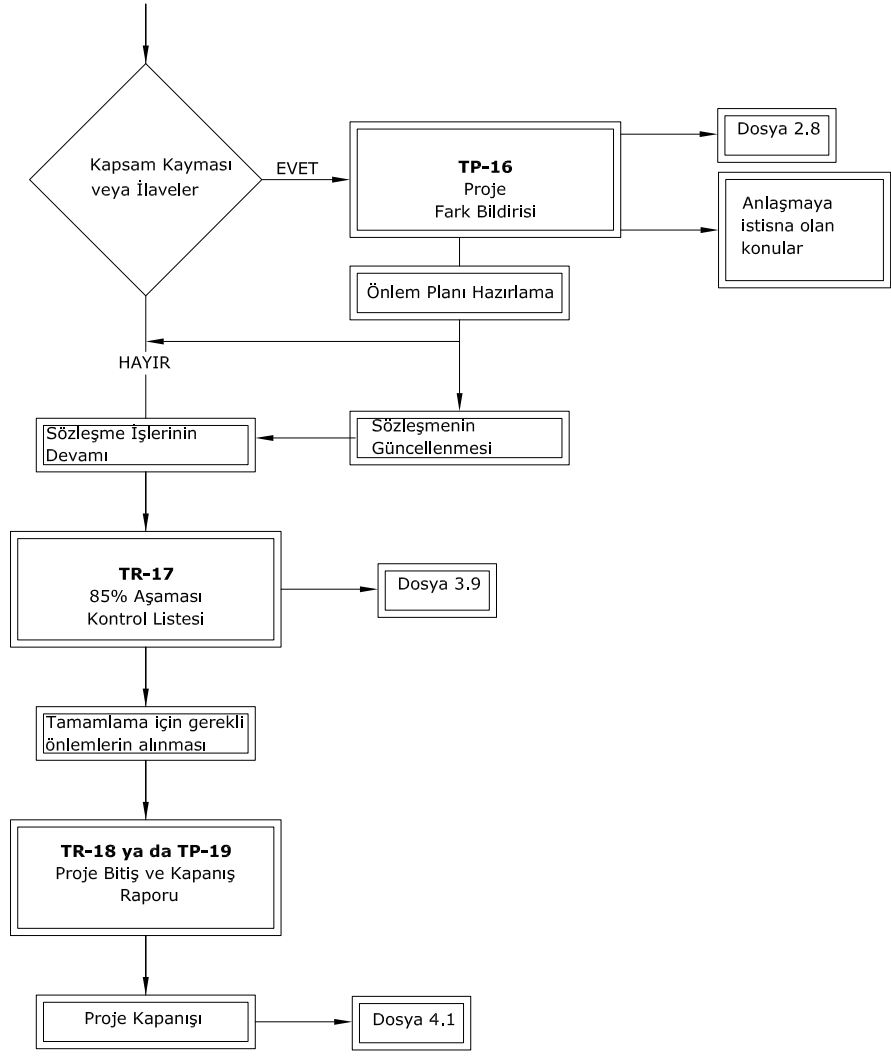 Kapsam Kayması
veya İlaveler
EVET
TP-16
Proje
Fark Bildirisi
Dosya 2.8
Anlaşmaya
istisna olan
konular
Önlem Planı Hazırlama
HAYIR
Sözleşme İşlerinin
Devamı
Sözleşmenin
Güncellenmesi
TR-17
85% Aşaması
Kontrol Listesi
Dosya 3.9
Tamamlama için gerekli
önlemlerin alınması
TR-18 ya da TP-19
Proje Bitiş ve Kapanış
Raporu
Proje Kapanışı
Dosya 4.1